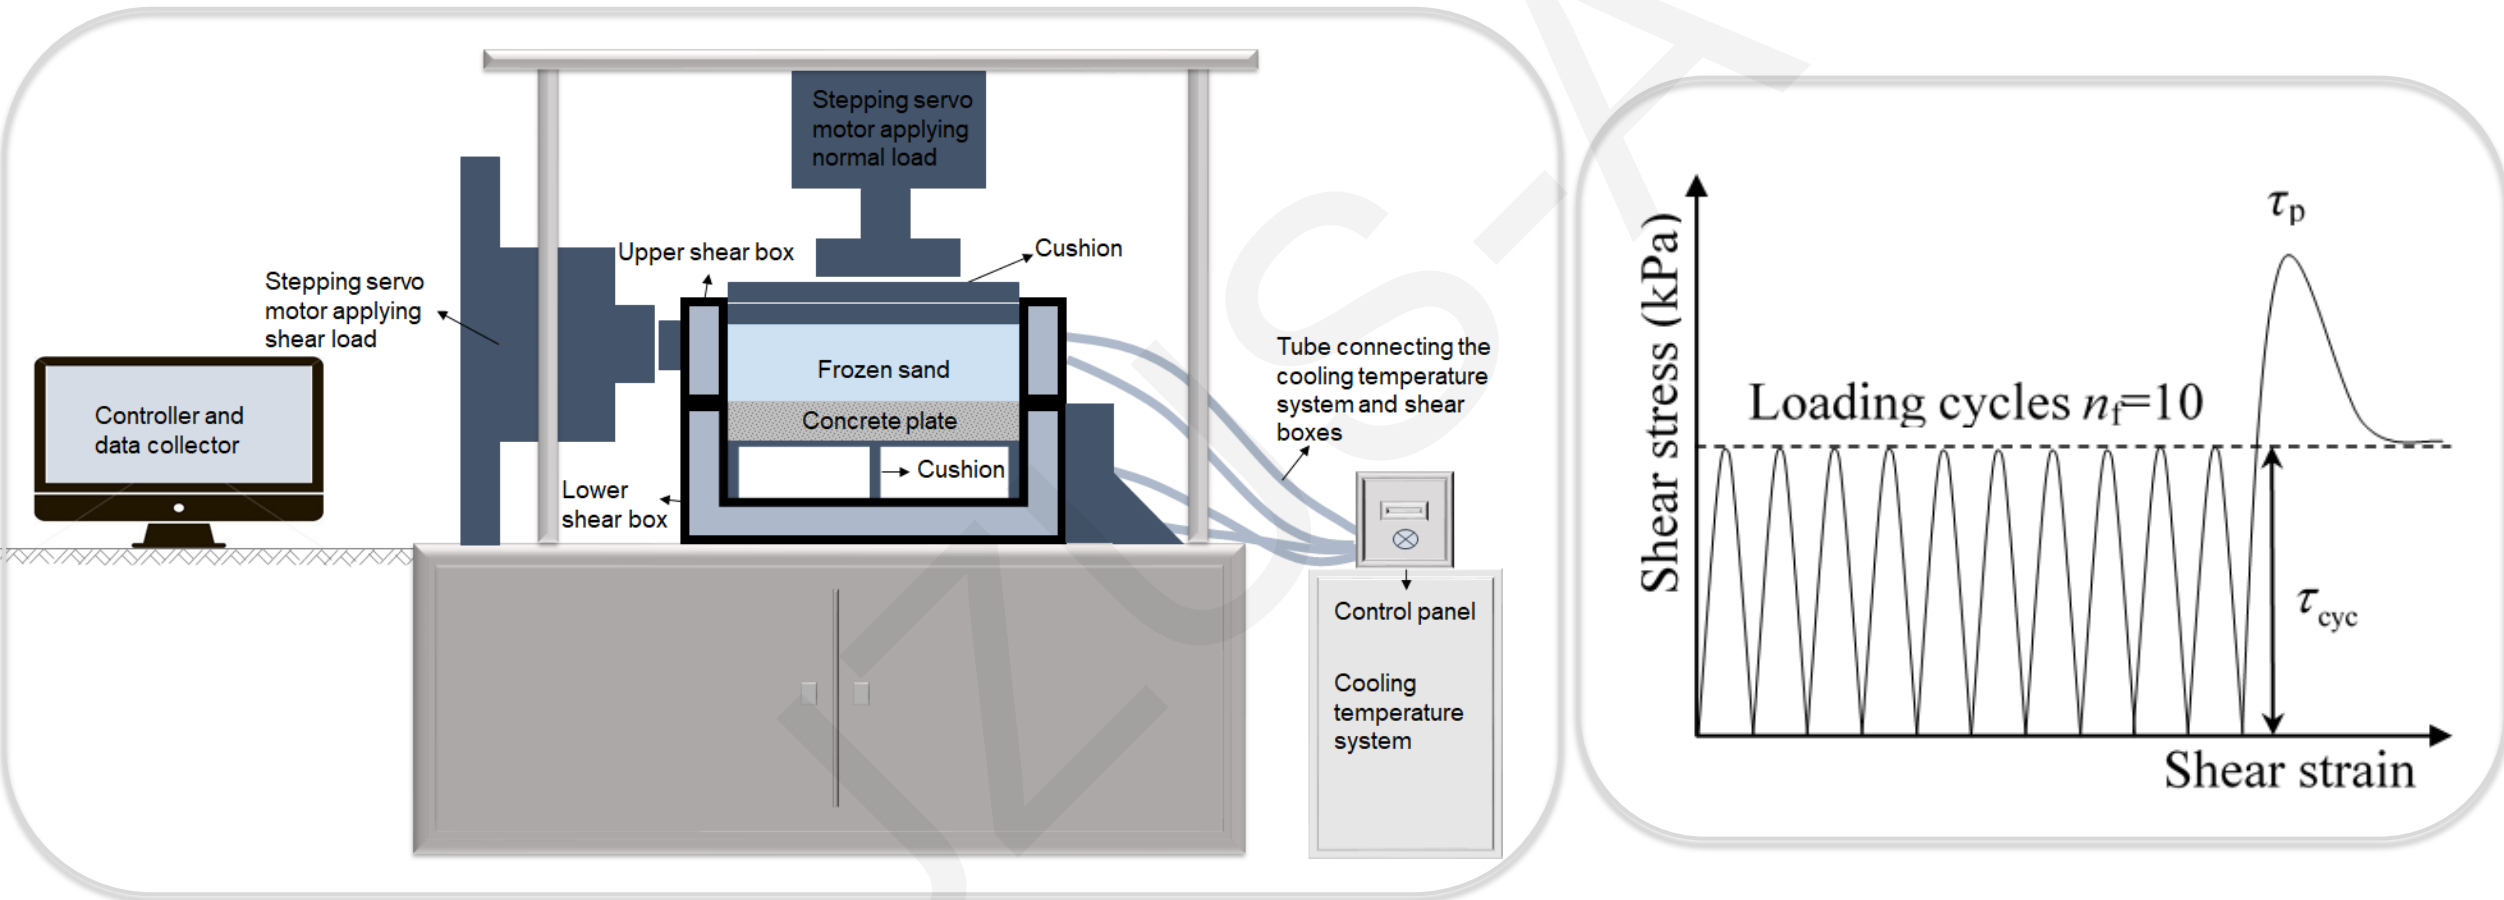 Stepping servo
motor applying
normal load
Upper shear box
Cushion
Stepping servo
motor applying
shear load
Frozen sand
Concrete plate
Cushion
Lower
shear box
Controller and
data collector
Tube connecting the
cooling temperature
system and shear
boxes
Control panel
Cooling
temperature
system
Shear stress (kPa)
τp
Loading cycles nf=10
τcyc
Shear strain
JZUS-A